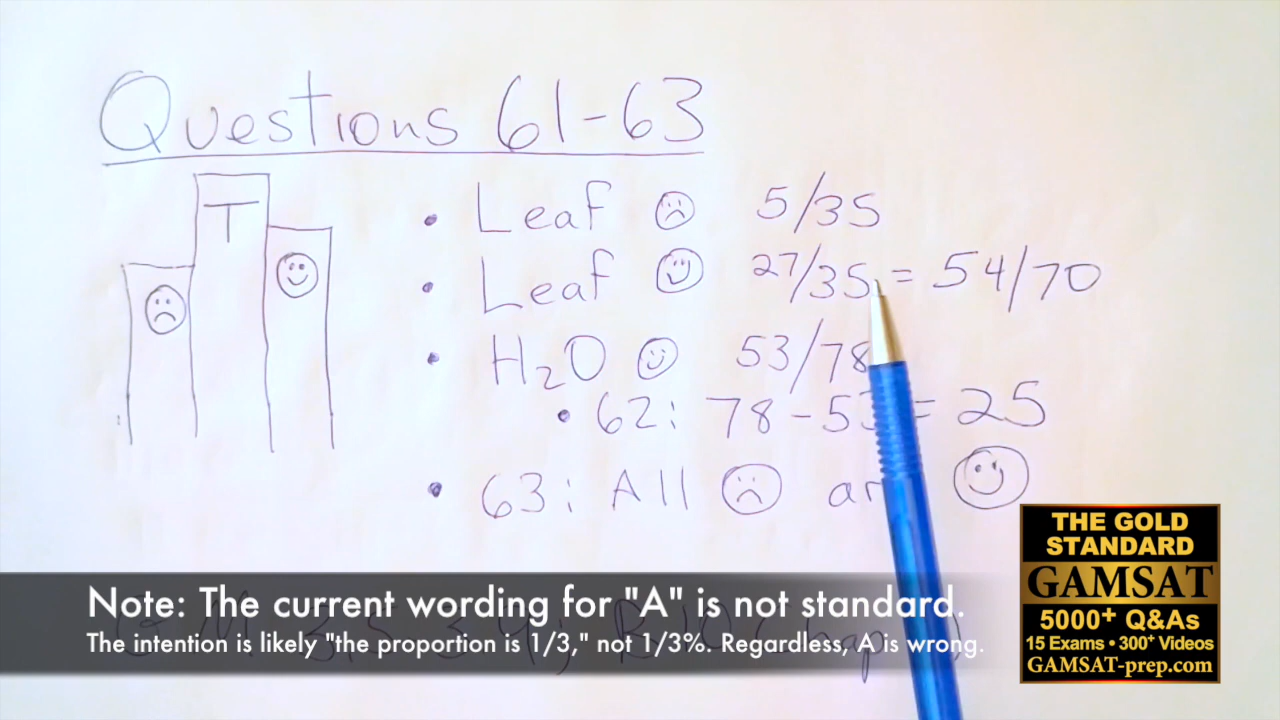 Questions 61-63
T
• Leaf ☹ 5/35
• Leaf ☺ 27/35 = 54/70
• H₂O ☺ 53/78
• 62: 78-53 = 25
• 63: All ☹ ☺
Note: The current wording for "A" is not standard.
The intention is likely "the proportion is 1/3," not 1/3%. Regardless, A is wrong.
THE GOLD
STANDARD
GAMSAT
5000+ Q&As
15 Exams • 300+ Videos
GAMSAT-prep.com